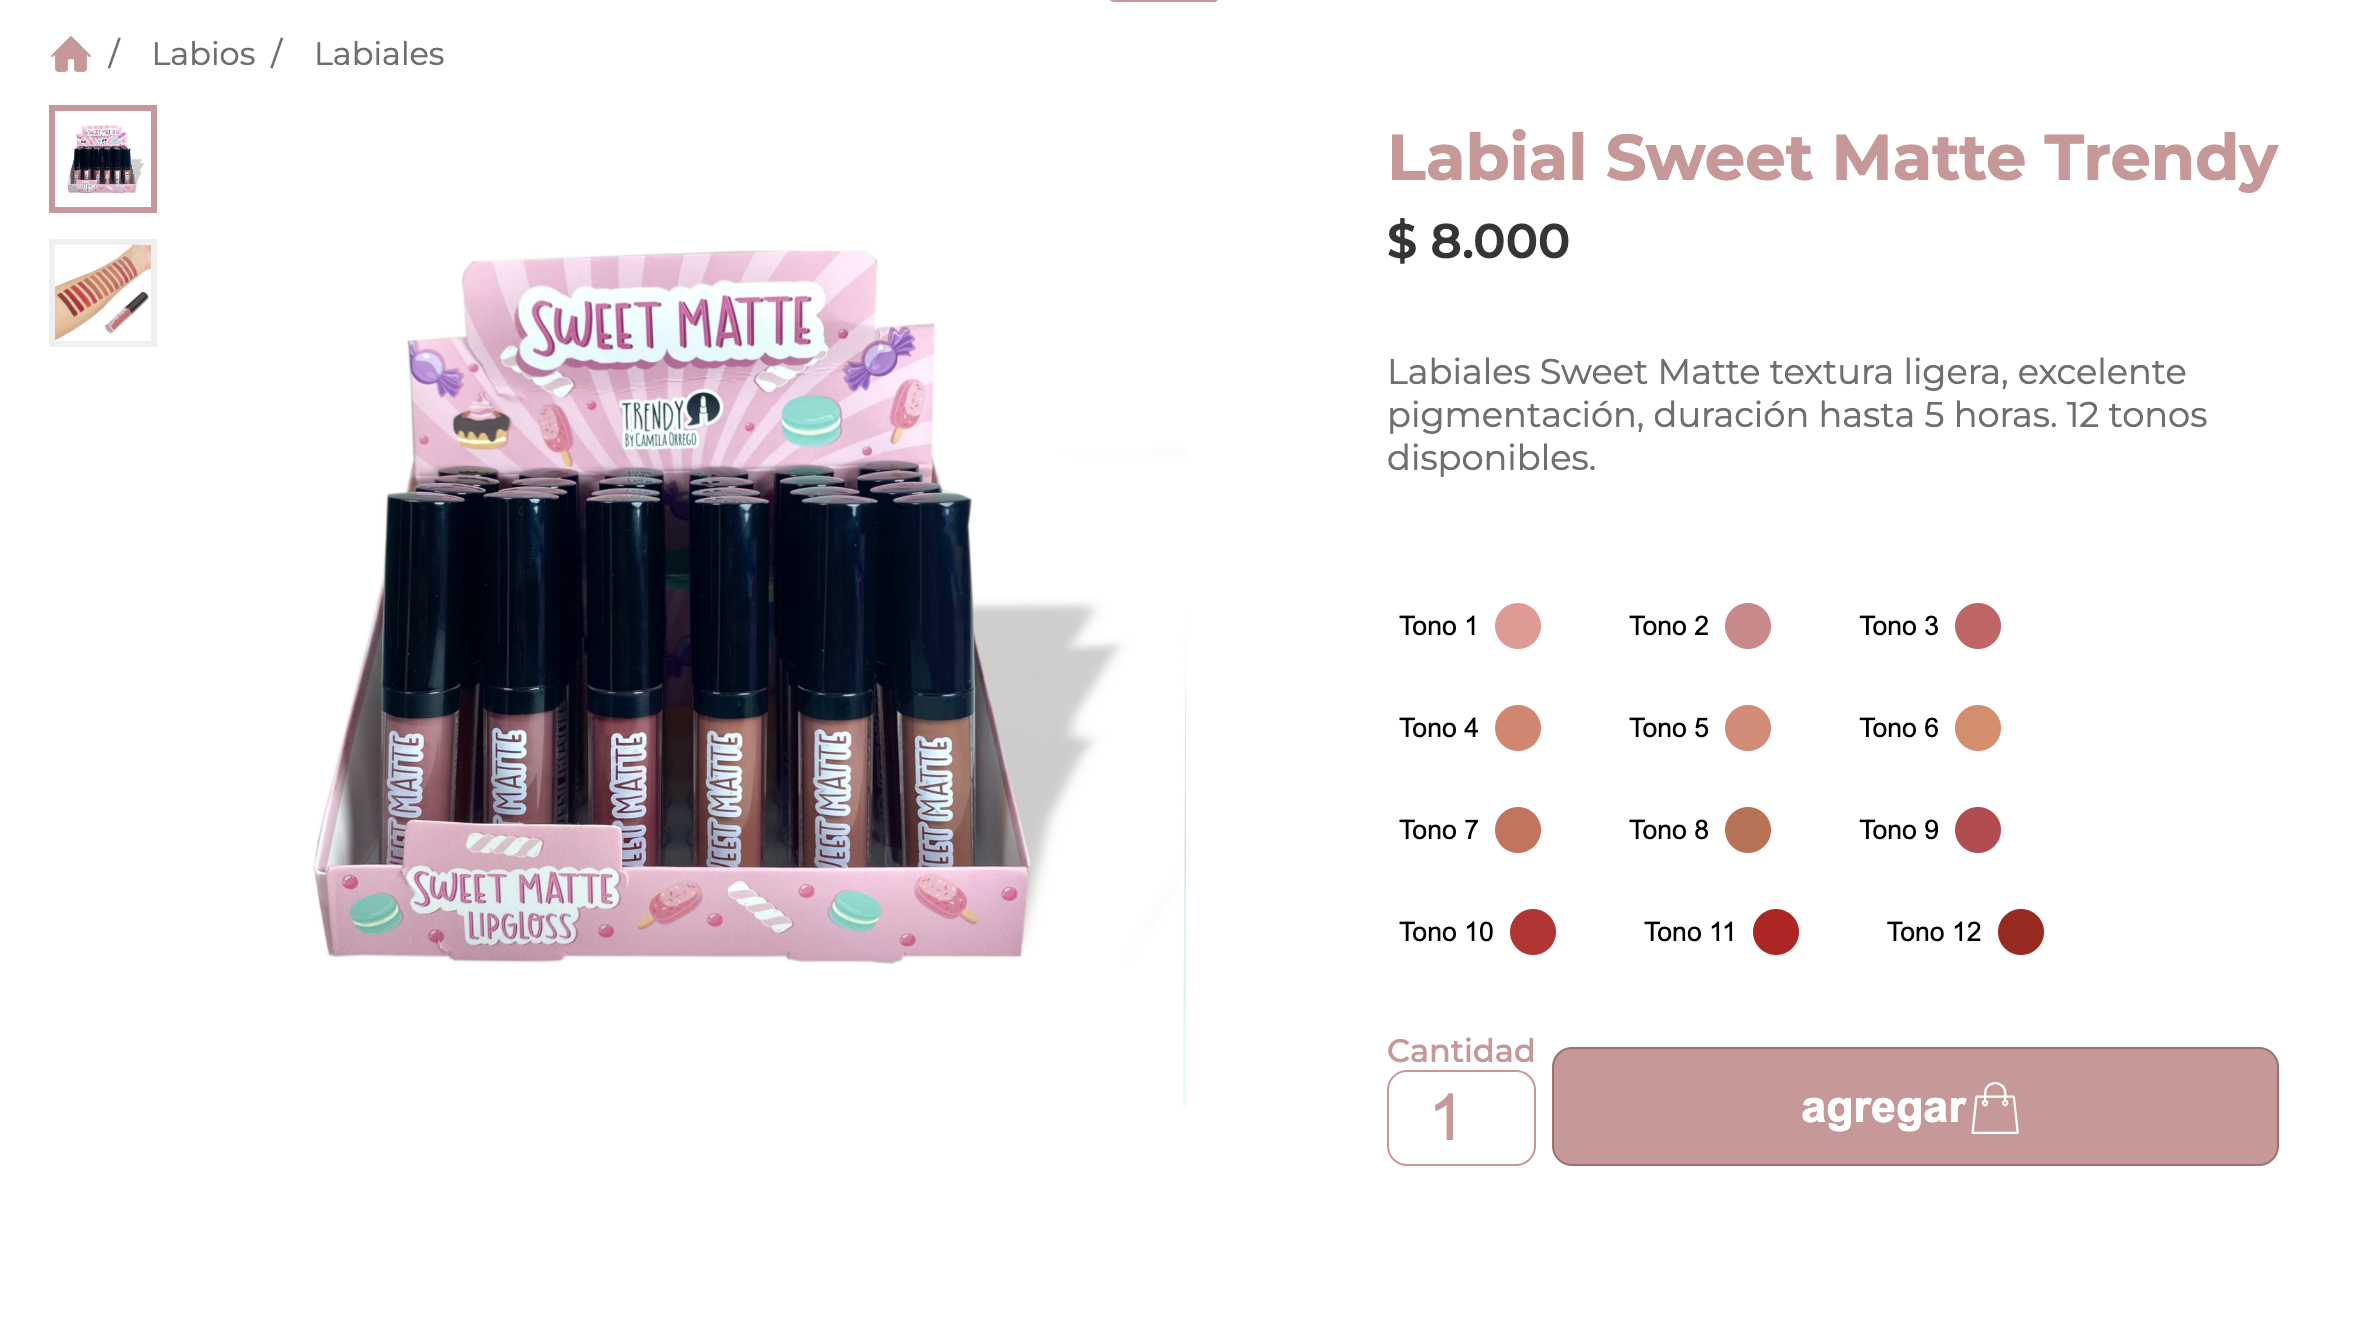 / Labios / Labiales
Labial Sweet Matte Trendy
$ 8.000
Labiales Sweet Matte textura ligera, excelente
pigmentación, duración hasta 5 horas. 12 tonos
disponibles.
SWEET MATTE
TRENDY
BY CAMILA ORREGO
SWEET MATTE
LIPGLOSS
Tono 1 Tono 2 Tono 3
Tono 4 Tono 5 Tono 6
Tono 7 Tono 8 Tono 9
Tono 10 Tono 11 Tono 12
Cantidad
1
agregar